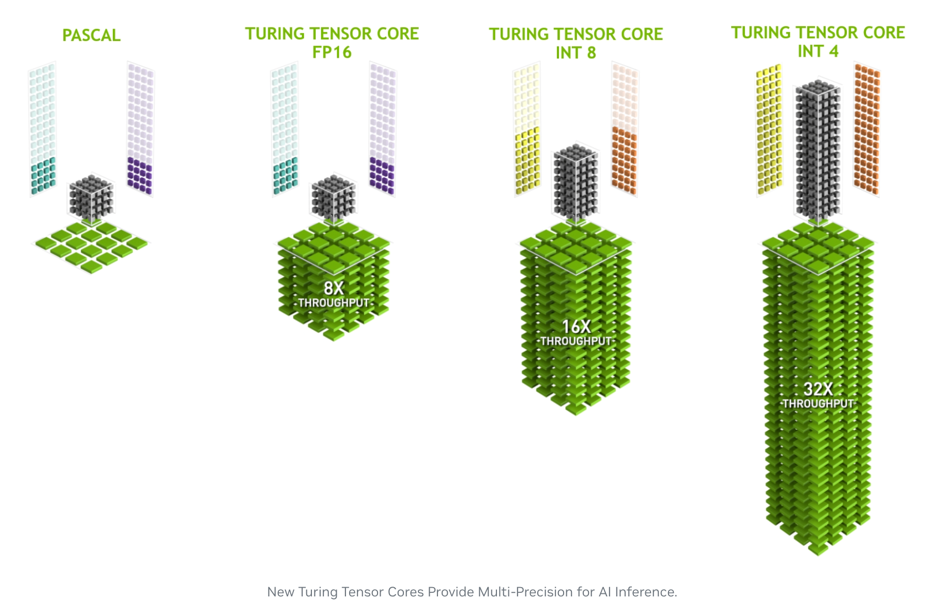 PASCAL
TURING TENSOR CORE
FP16
TURING TENSOR CORE
INT 8
TURING TENSOR CORE
INT 4
8X
THROUGHPUT
16X
THROUGHPUT
32X
THROUGHPUT
New Turing Tensor Cores Provide Multi-Precision for AI Inference.